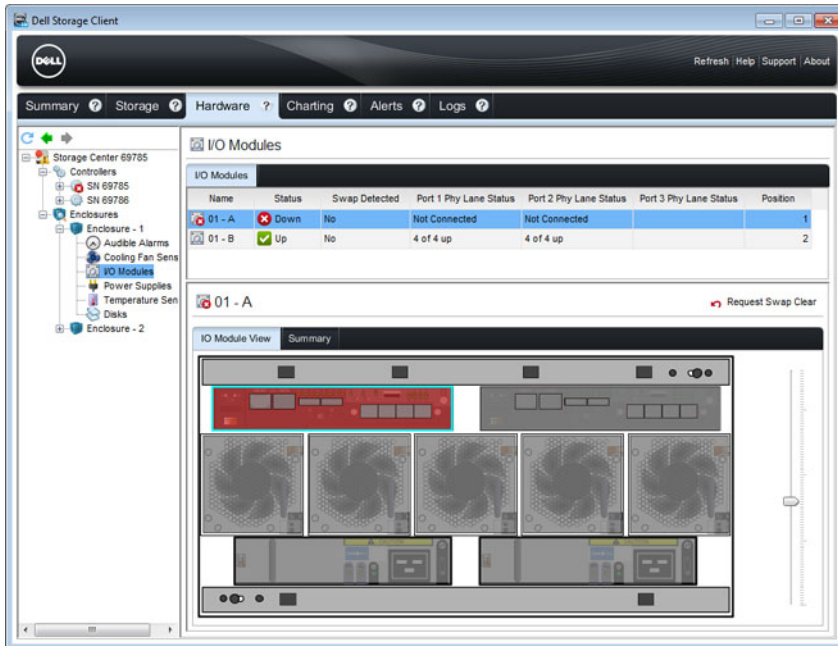 Dell Storage Client
DELL
Refresh Help Support About
Summary ? Storage ? Hardware ? Charting ? Alerts ? Logs ?
Storage Center 69785
Controllers
SN 69785
SN 69786
Enclosures
Enclosure - 1
Audible Alarms
Cooling Fan Sens
I/O Modules
Power Supplies
Temperature Sen
Disks
Enclosure - 2
I/O Modules
I/O Modules
Name Status Swap Detected Port 1 Phy Lane Status Port 2 Phy Lane Status Port 3 Phy Lane Status Position
01 - A Down No Not Connected Not Connected 1
01 - B Up No 4 of 4 up 4 of 4 up 2
01 - A
Request Swap Clear
IO Module View Summary